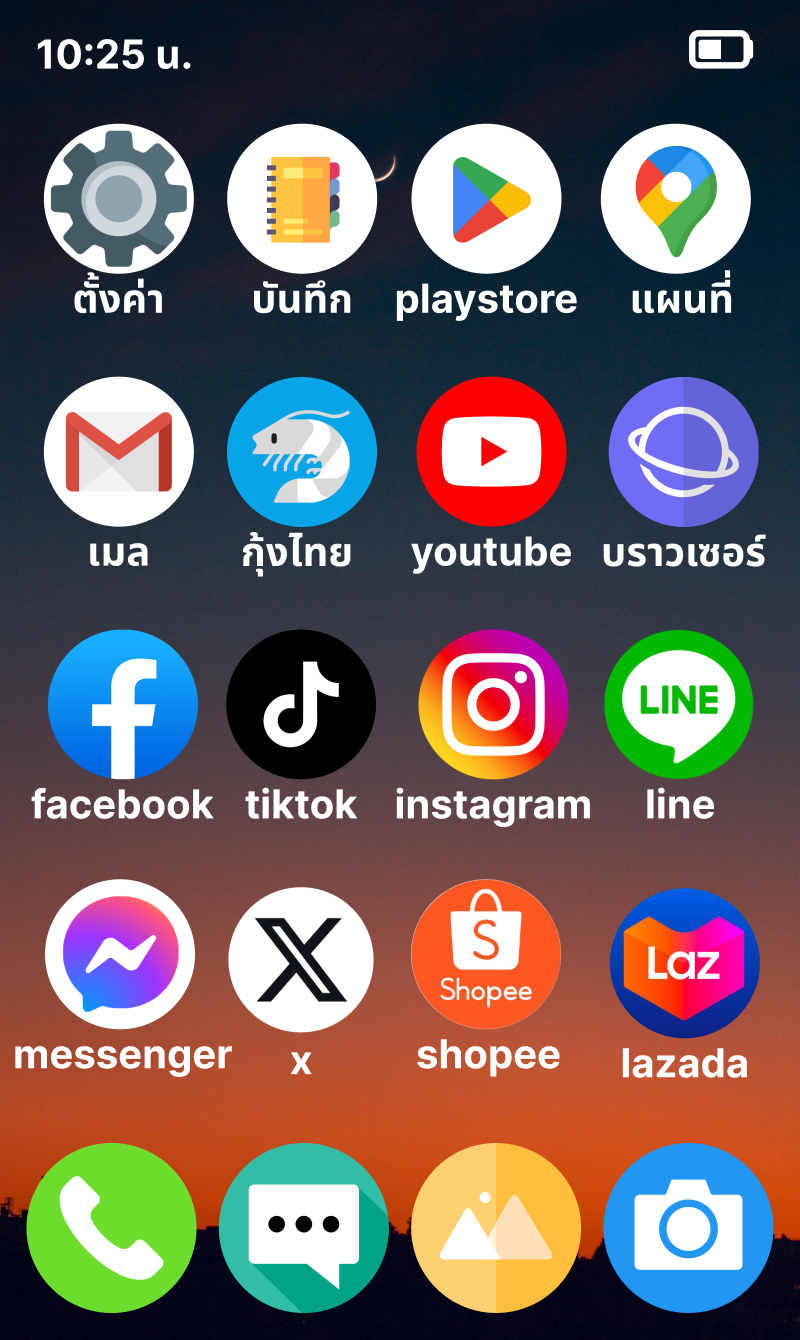 10:25 น.
ตั้งค่า บันทึก playstore แผนที่
เมล กุ้งไทย youtube บราวเซอร์
LINE
facebook tiktok instagram line
S
Shopee
Laz
messenger x shopee lazada